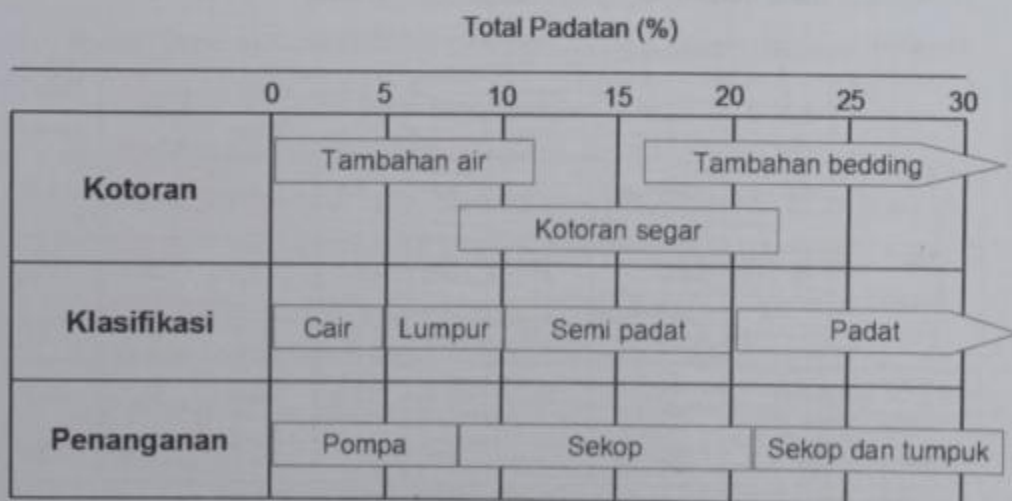 Total Padatan (%)
0 5 10 15 20 25 30
Kotoran
Tambahan air
Tambahan bedding
Kotoran segar
Klasifikasi
Cair
Lumpur
Semi padat
Padat
Penanganan
Pompa
Sekop
Sekop dan tumpuk